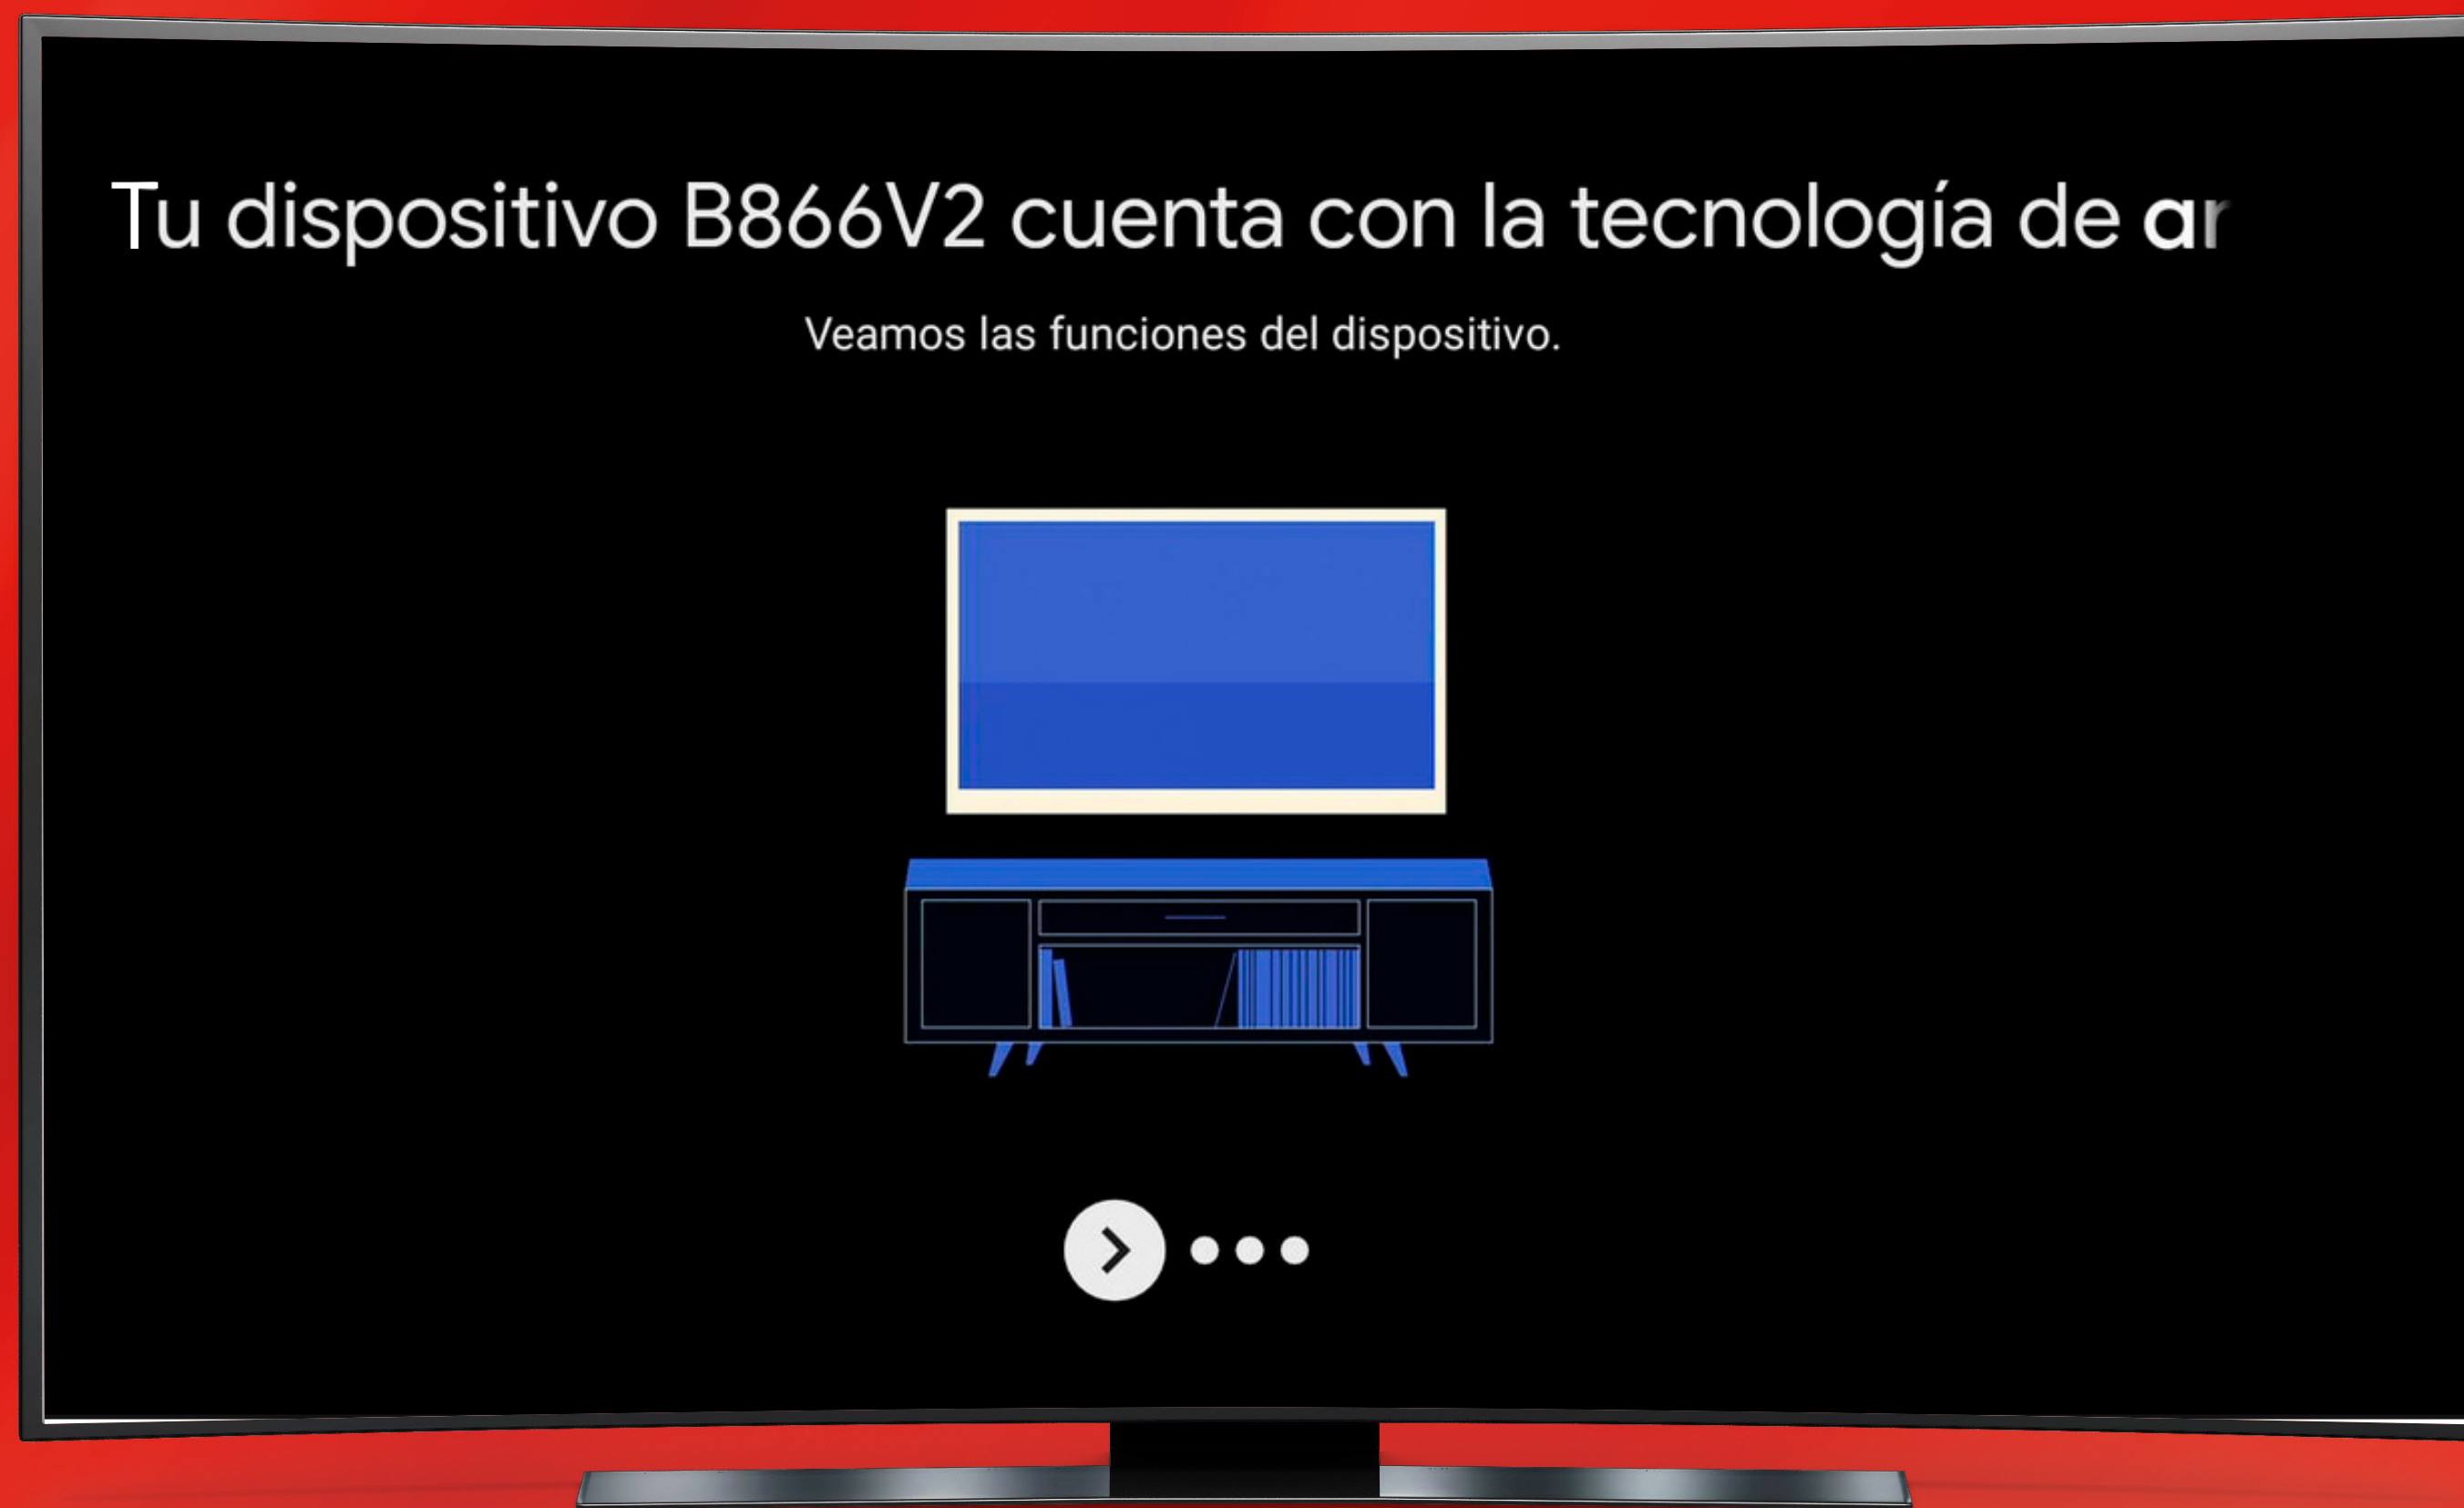 Tu dispositivo B866V2 cuenta con la tecnología de
Veamos las funciones del dispositivo.